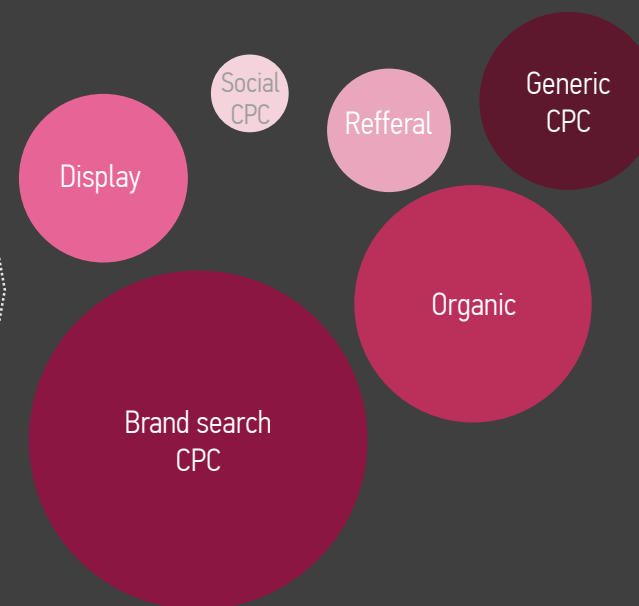 Social
CPC
Refferal
Generic
CPC
Display
Organic
Brand search
CPC